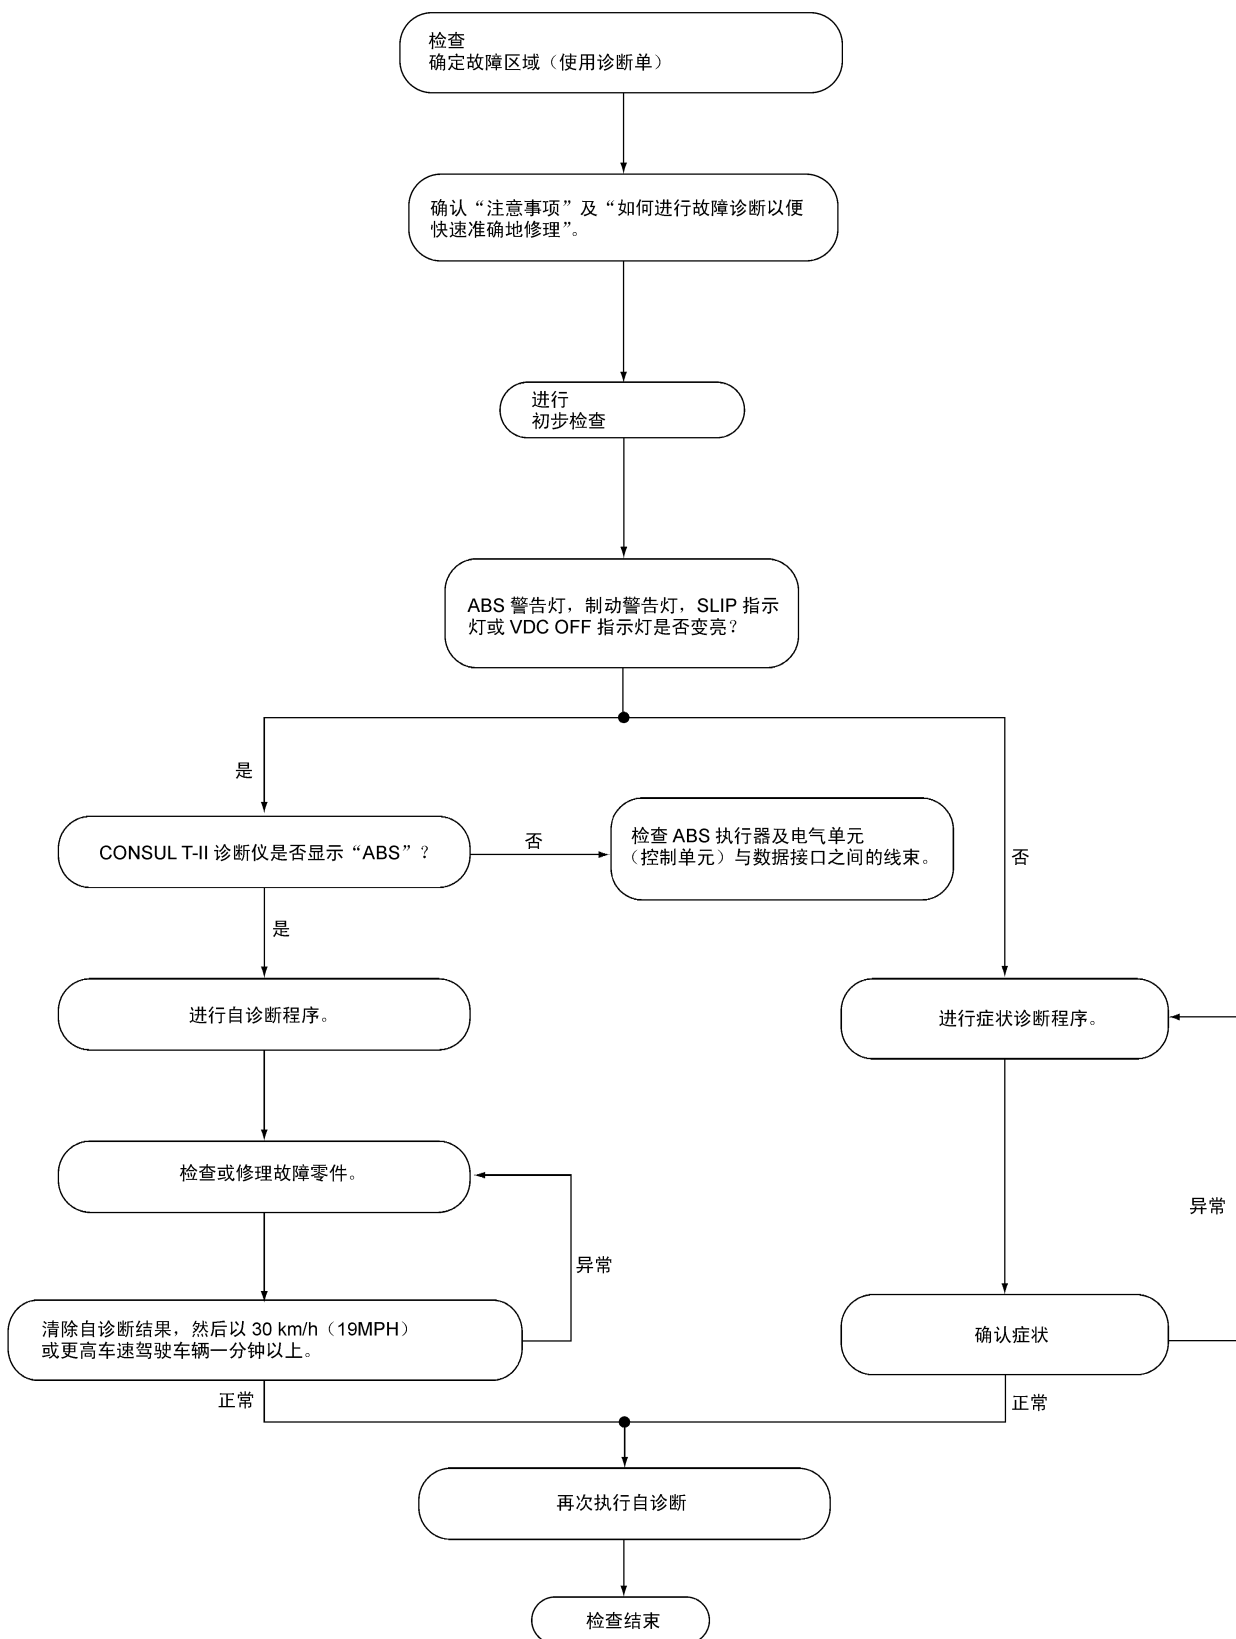 检查
确定故障区域（使用诊断单）
确认“注意事项”及“如何进行故障诊断以便
快速准确地修理”。
进行
初步检查
ABS 警告灯，制动警告灯，SLIP 指示
灯或 VDC OFF 指示灯是否变亮？
是
否
CONSUL T-II 诊断仪是否显示“ABS”？
否
检查 ABS 执行器及电气单元
（控制单元）与数据接口之间的线束。
是
进行自诊断程序。
进行症状诊断程序。
检查或修理故障零件。
异常
异常
清除自诊断结果，然后以 30 km/h（19MPH）
或更高车速驾驶车辆一分钟以上。
确认症状
正常
正常
再次执行自诊断
检查结束